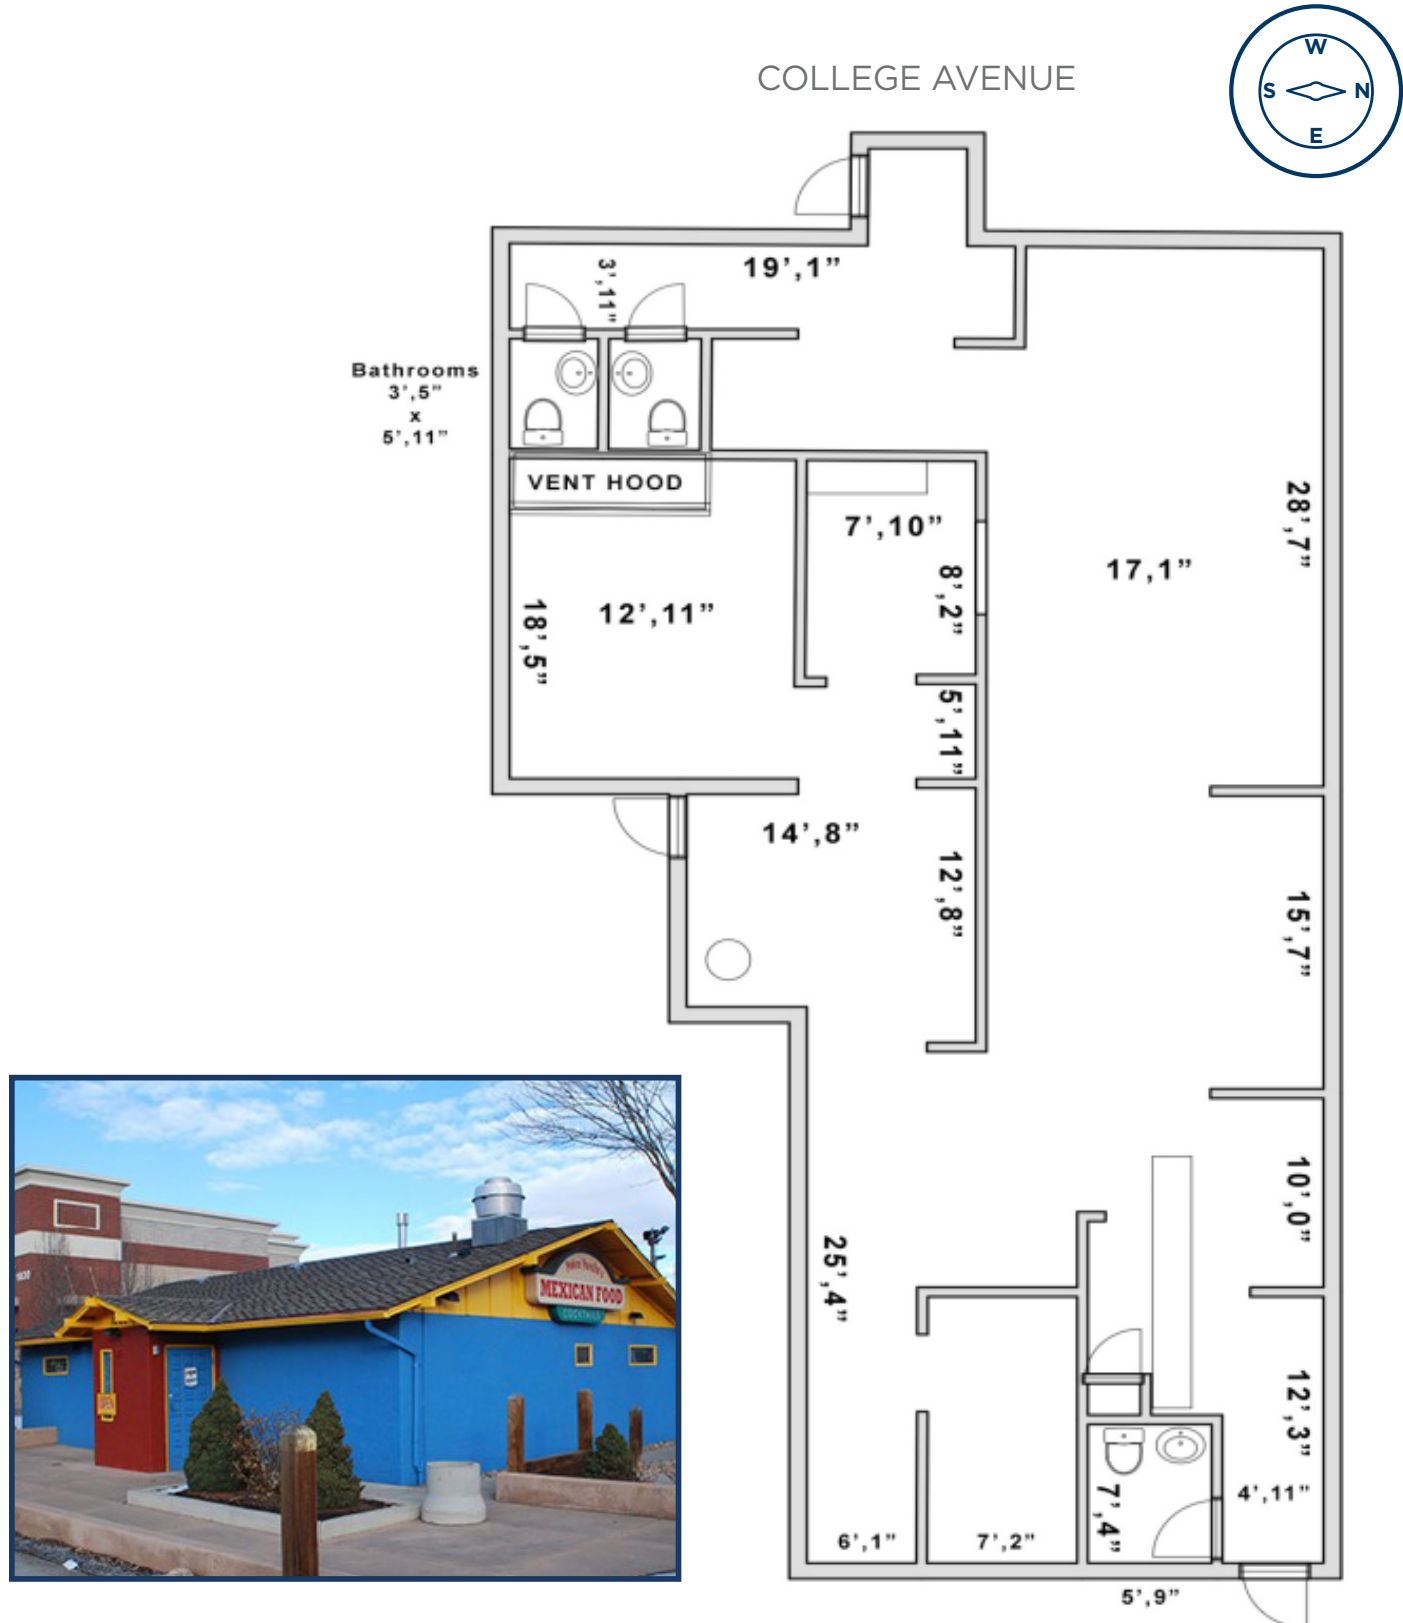 COLLEGE AVENUE
W
S
N
E
19’,1”
3’,11”
Bathrooms
3’,5”
x
5’,11”
VENT HOOD
7’,10”
8’,2”
28’,7”
17,1”
12’,11”
18’,5”
5’,11”
14’,8”
12’,8”
15’,7”
10’,0”
25’,4”
12’,3”
4’,11”
7’,4”
6’,1”
7’,2”
5’,9”
MEXICAN FOOD
COCKTAILS
OPEN